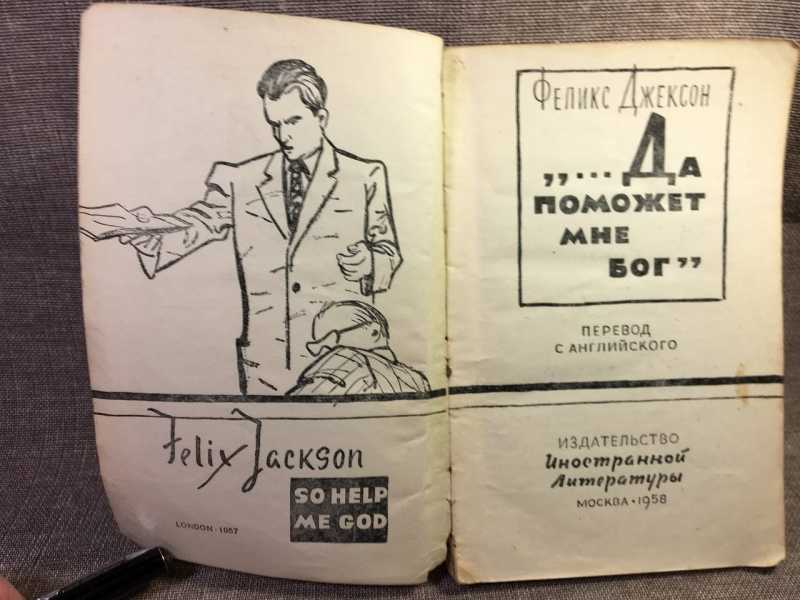 Felix Jackson
SO HELP
ME GOD
LONDON · 1957
Феликс Джексон
„...Да
поможет
мне
бог”
ПЕРЕВОД
С АНГЛИЙСКОГО
ИЗДАТЕЛЬСТВО
Иностранной
Литературы
МОСКВА · 1958